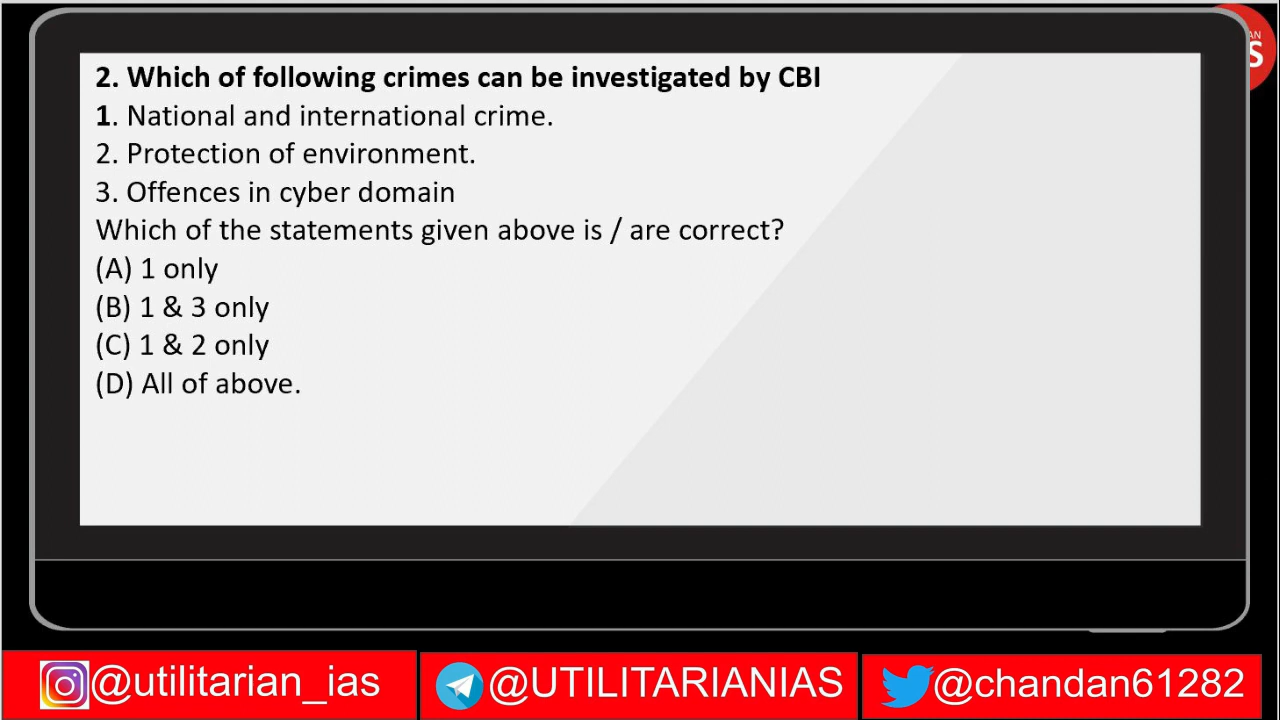 2. Which of following crimes can be investigated by CBI
1. National and international crime.
2. Protection of environment.
3. Offences in cyber domain
Which of the statements given above is / are correct?
(A) 1 only
(B) 1 & 3 only
(C) 1 & 2 only
(D) All of above.
@utilitarian_ias
@UTILITARIANIAS
@chandan61282